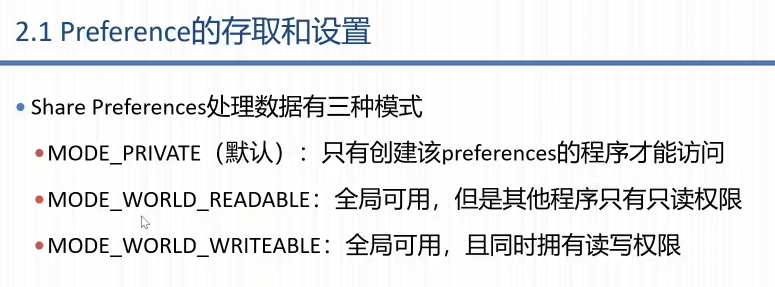 2.1 Preference的存取和设置
• Share Preferences处理数据有三种模式
•MODE_PRIVATE（默认）：只有创建该preferences的程序才能访问
•MODE_WORLD_READABLE：全局可用，但是其他程序只有只读权限
•MODE_WORLD_WRITEABLE：全局可用，且同时拥有读写权限